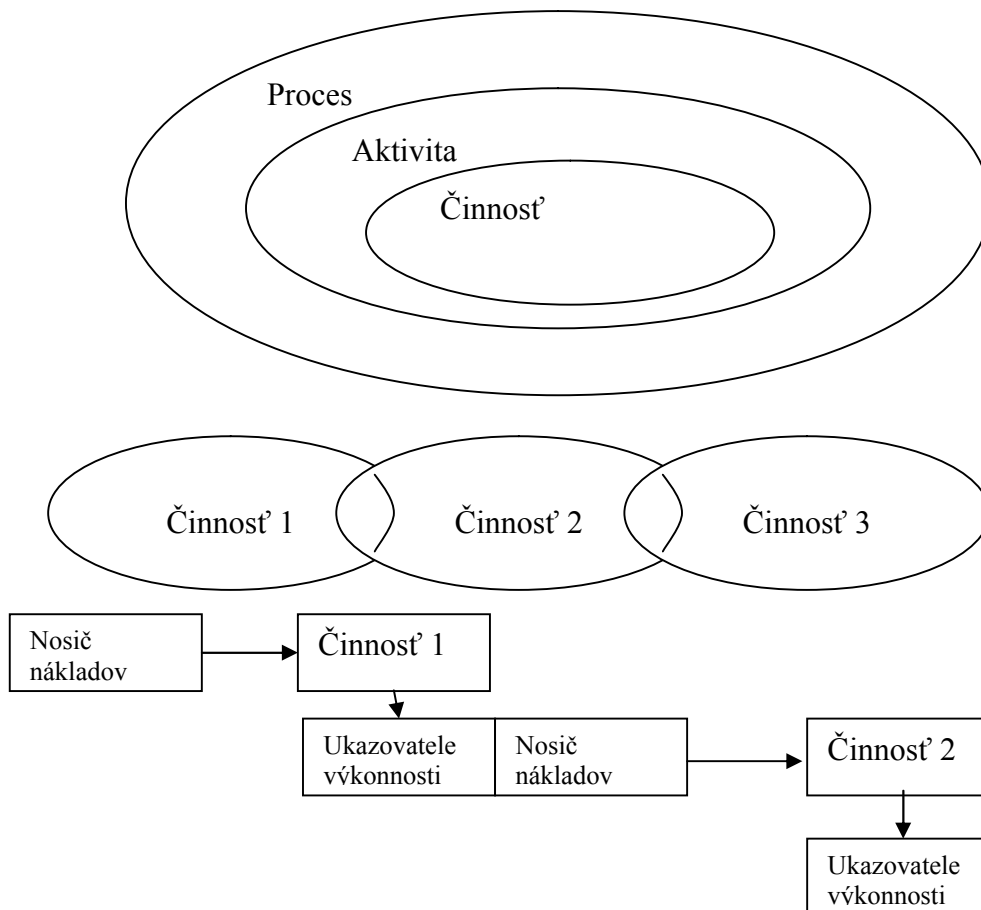 Proces
Aktivita
Činnosť
Činnosť 1
Činnosť 2
Činnosť 3
Nosič
nákladov
Činnosť 1
Ukazovatele
výkonnosti
Nosič
nákladov
Činnosť 2
Ukazovatele
výkonnosti